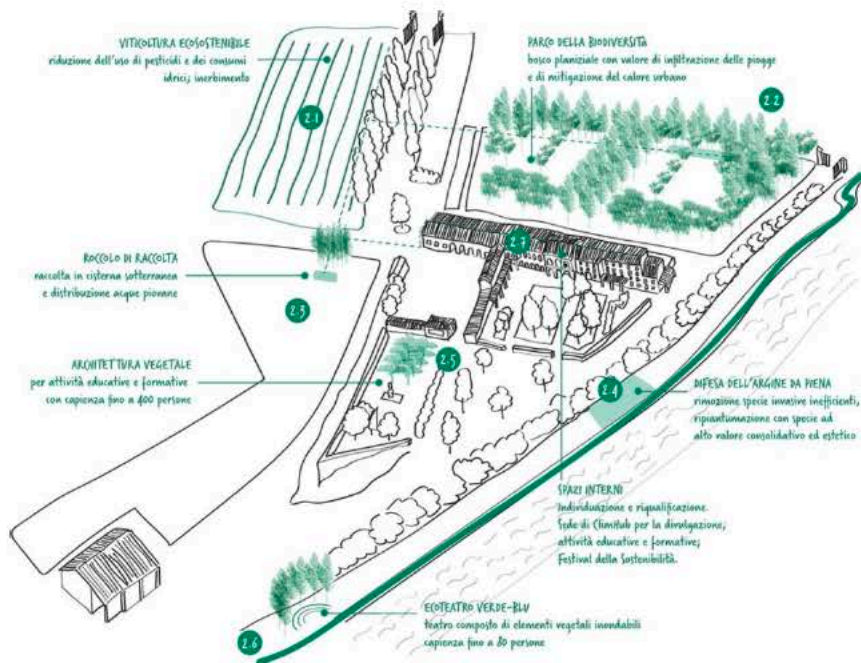 VITICOLTURA ECOSOSTENIBILE
riduzione dell'uso di pesticidi e dei consumi
idrici; inerbimento
2.1
PARCO DELLA BIODIVERSITÀ
bosco planiziale con valore di infiltrazione delle piogge
e di mitigazione del calore urbano
2.2
2.7
ROCCOLO DI RACCOLTA
raccolta in cisterna sotterranea
e distribuzione acque piovane
2.3
ARCHITETTURA VEGETALE
per attività educative e formative
con capienza fino a 400 persone
2.5
2.4
DIFESA DELL'ARGINE DA PIENA
rimozione specie invasive inefficienti,
ripiantumazione con specie ad
alto valore consolidativo ed estetico
SPAZI INTERNI
Individuazione e riqualificazione.
Sede di ClimHub per la divulgazione,
attività educative e formative;
Festival della Sostenibilità.
ECOTEATRO VERDE-BLU
teatro composto di elementi vegetali inondabili
capienza fino a 80 persone
2.6